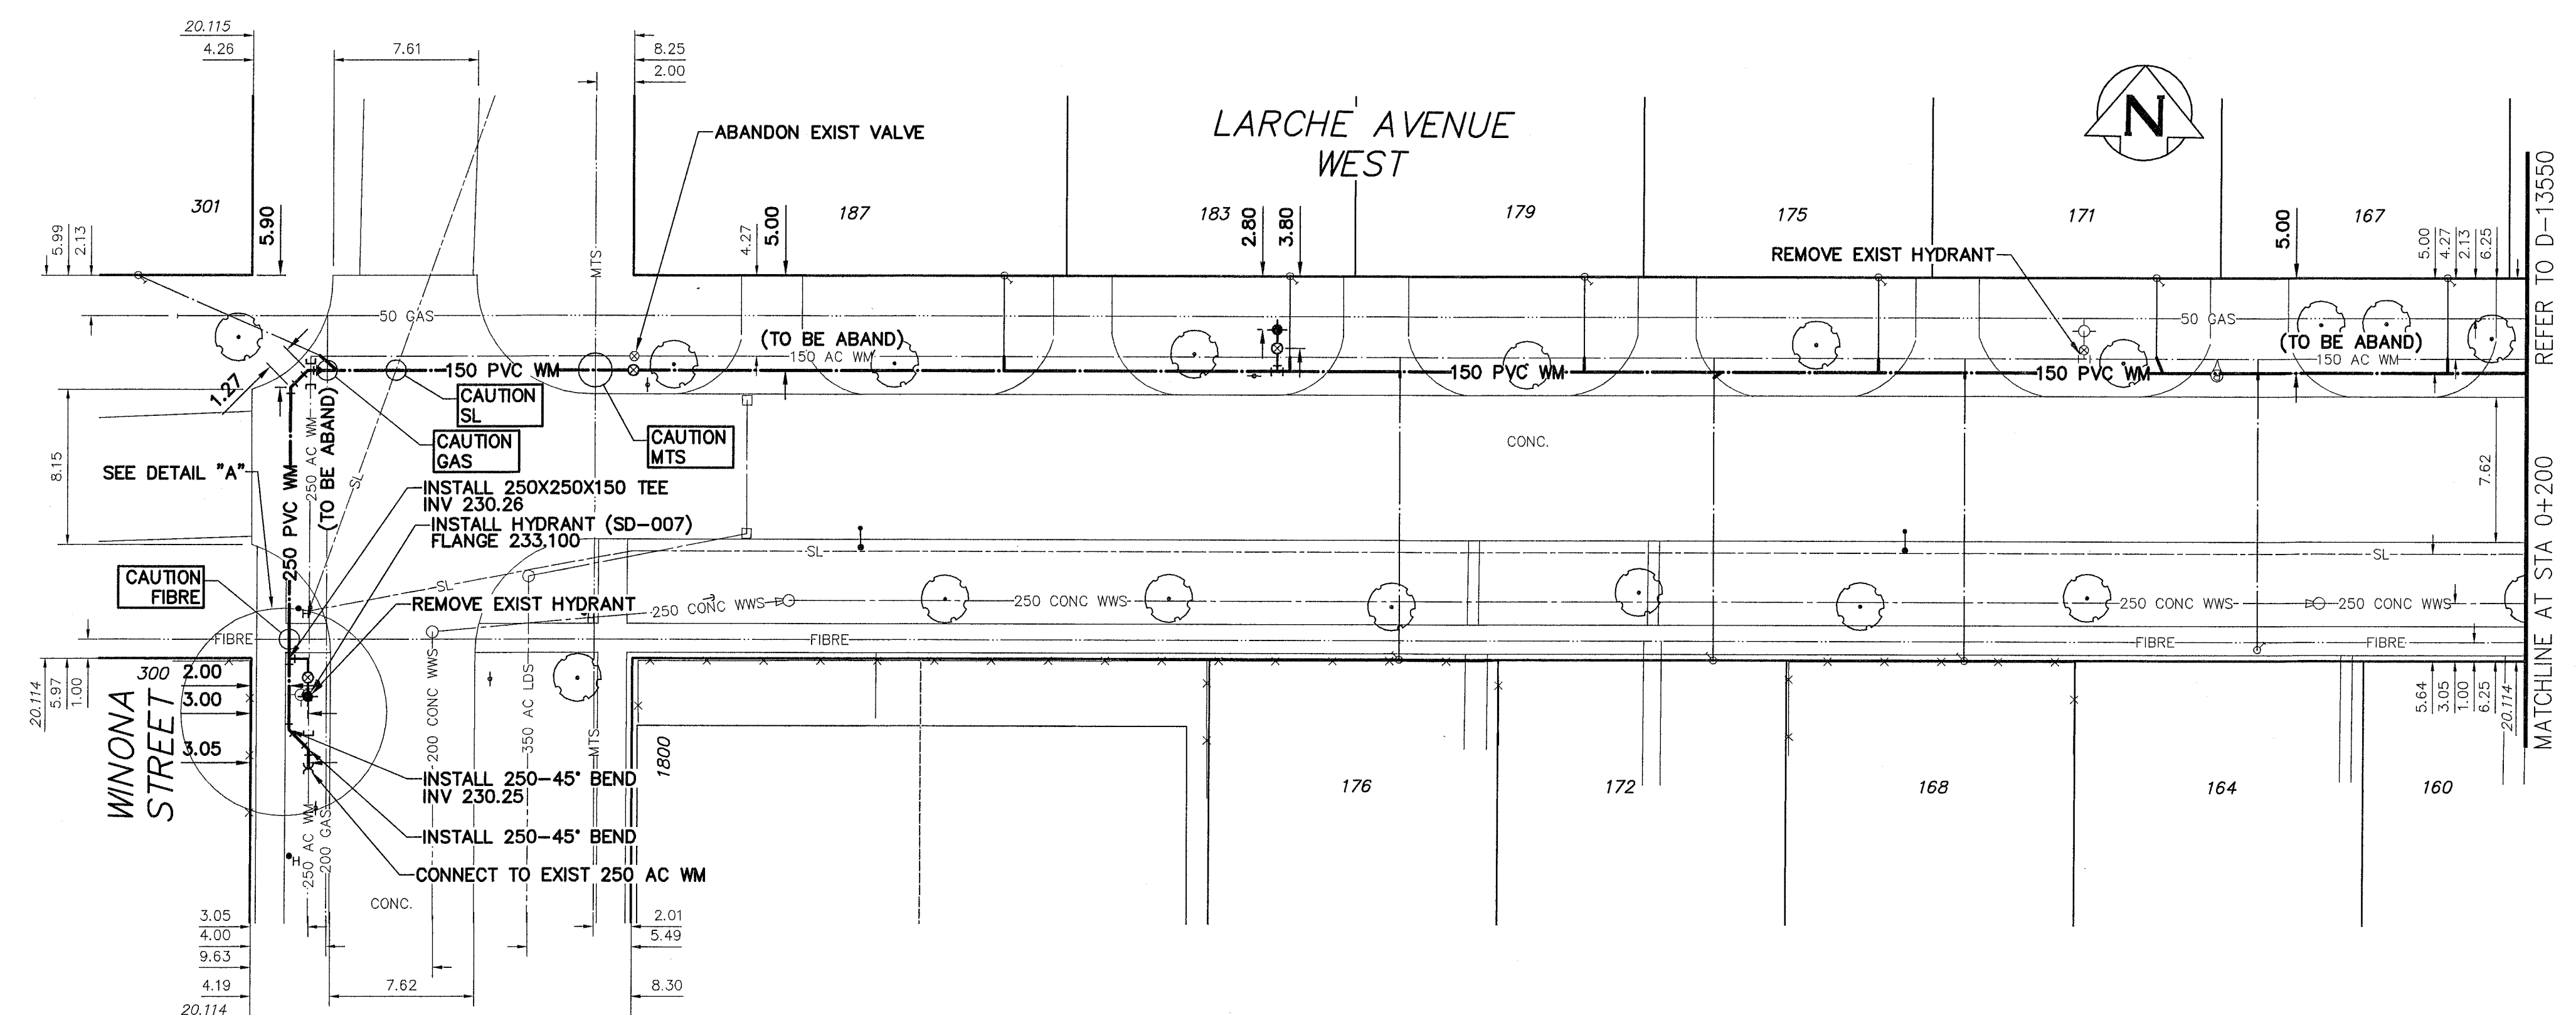 20.115
4.26
7.61
8.25
2.00
ABANDON EXIST VALVE
LARCHE AVENUE
WEST
N
REFER TO D-13550
MATCHLINE AT STA 0+200
301
5.99
2.13
5.90
MTS
187
4.27
5.00
183
2.80
3.80
179
175
171
167
REMOVE EXIST HYDRANT
5.00
5.00
4.27
2.13
6.25
50 GAS
50 GAS
(TO BE ABAND)
150 AC WM
(TO BE ABAND)
150 AC WM
150 PVC WM
150 PVC WM
150 PVC WM
1.27
CAUTION
SL
CAUTION
GAS
CAUTION
MTS
CONC.
8.15
7.62
SEE DETAIL "A"
250 PVC WM
250 AC WM
(TO BE ABAND)
SL
INSTALL 250X250X150 TEE
INV 230.26
INSTALL HYDRANT (SD-007)
FLANGE 233.100
SL
SL
CAUTION
FIBRE
SL
REMOVE EXIST HYDRANT
H
H
250 CONC WWS
250 CONC WWS
250 CONC WWS
250 CONC WWS
FIBRE
FIBRE
FIBRE
FIBRE
20.114
5.97
1.00
300
2.00
3.00
3.05
WINONA
STREET
200 CONC WWS
350 AC LDS
MTS
1800
5.64
3.05
1.00
6.25
20.114
INSTALL 250-45° BEND
INV 230.25
176
172
168
164
160
INSTALL 250-45° BEND
H
250 AC WM
200 GAS
CONNECT TO EXIST 250 AC WM
CONC.
3.05
4.00
9.63
4.19
20.114
7.62
2.01
5.49
8.30